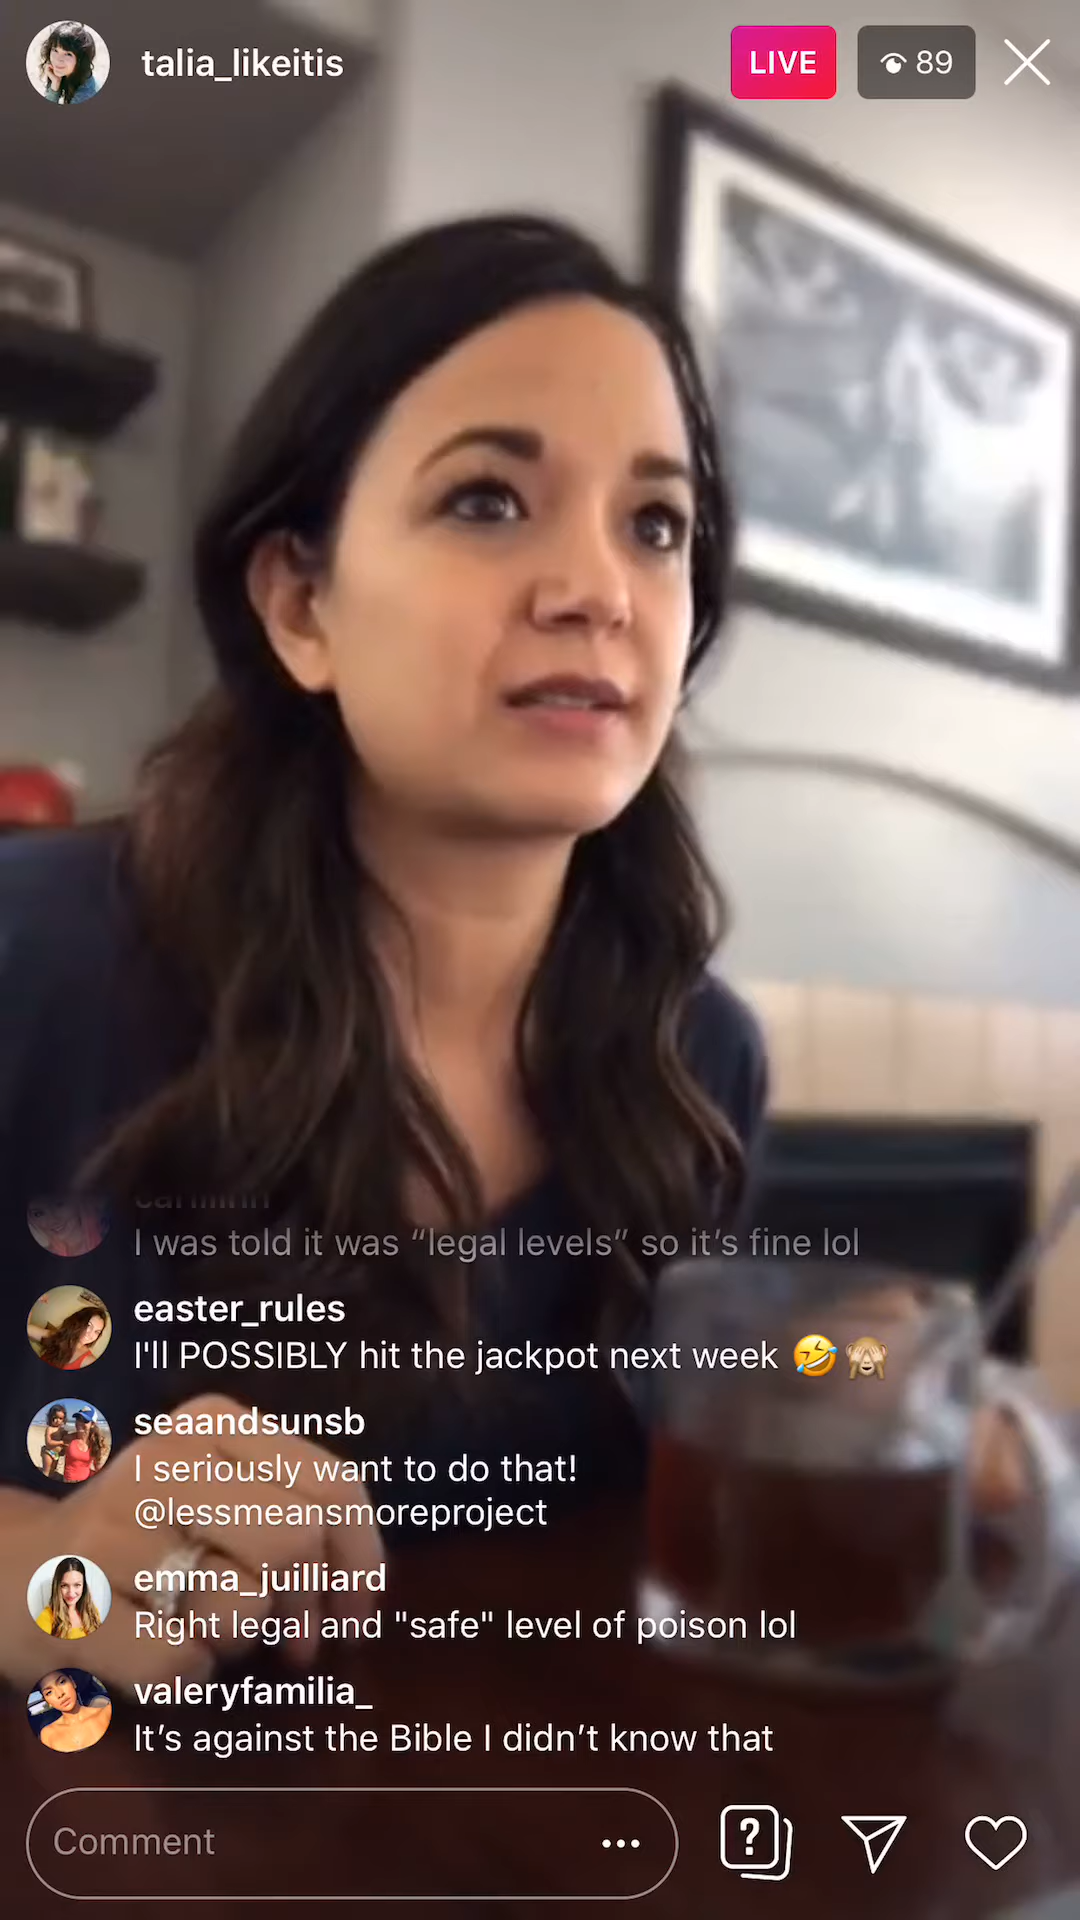 talia_likeitis
LIVE
89
I was told it was “legal levels” so it’s fine lol
easter_rules
I'll POSSIBLY hit the jackpot next week 🤣🙈
seaandsunsb
I seriously want to do that!
@lessmeansmoreproject
emma_juilliard
Right legal and "safe" level of poison lol
valeryfamilia_
It’s against the Bible I didn’t know that
Comment